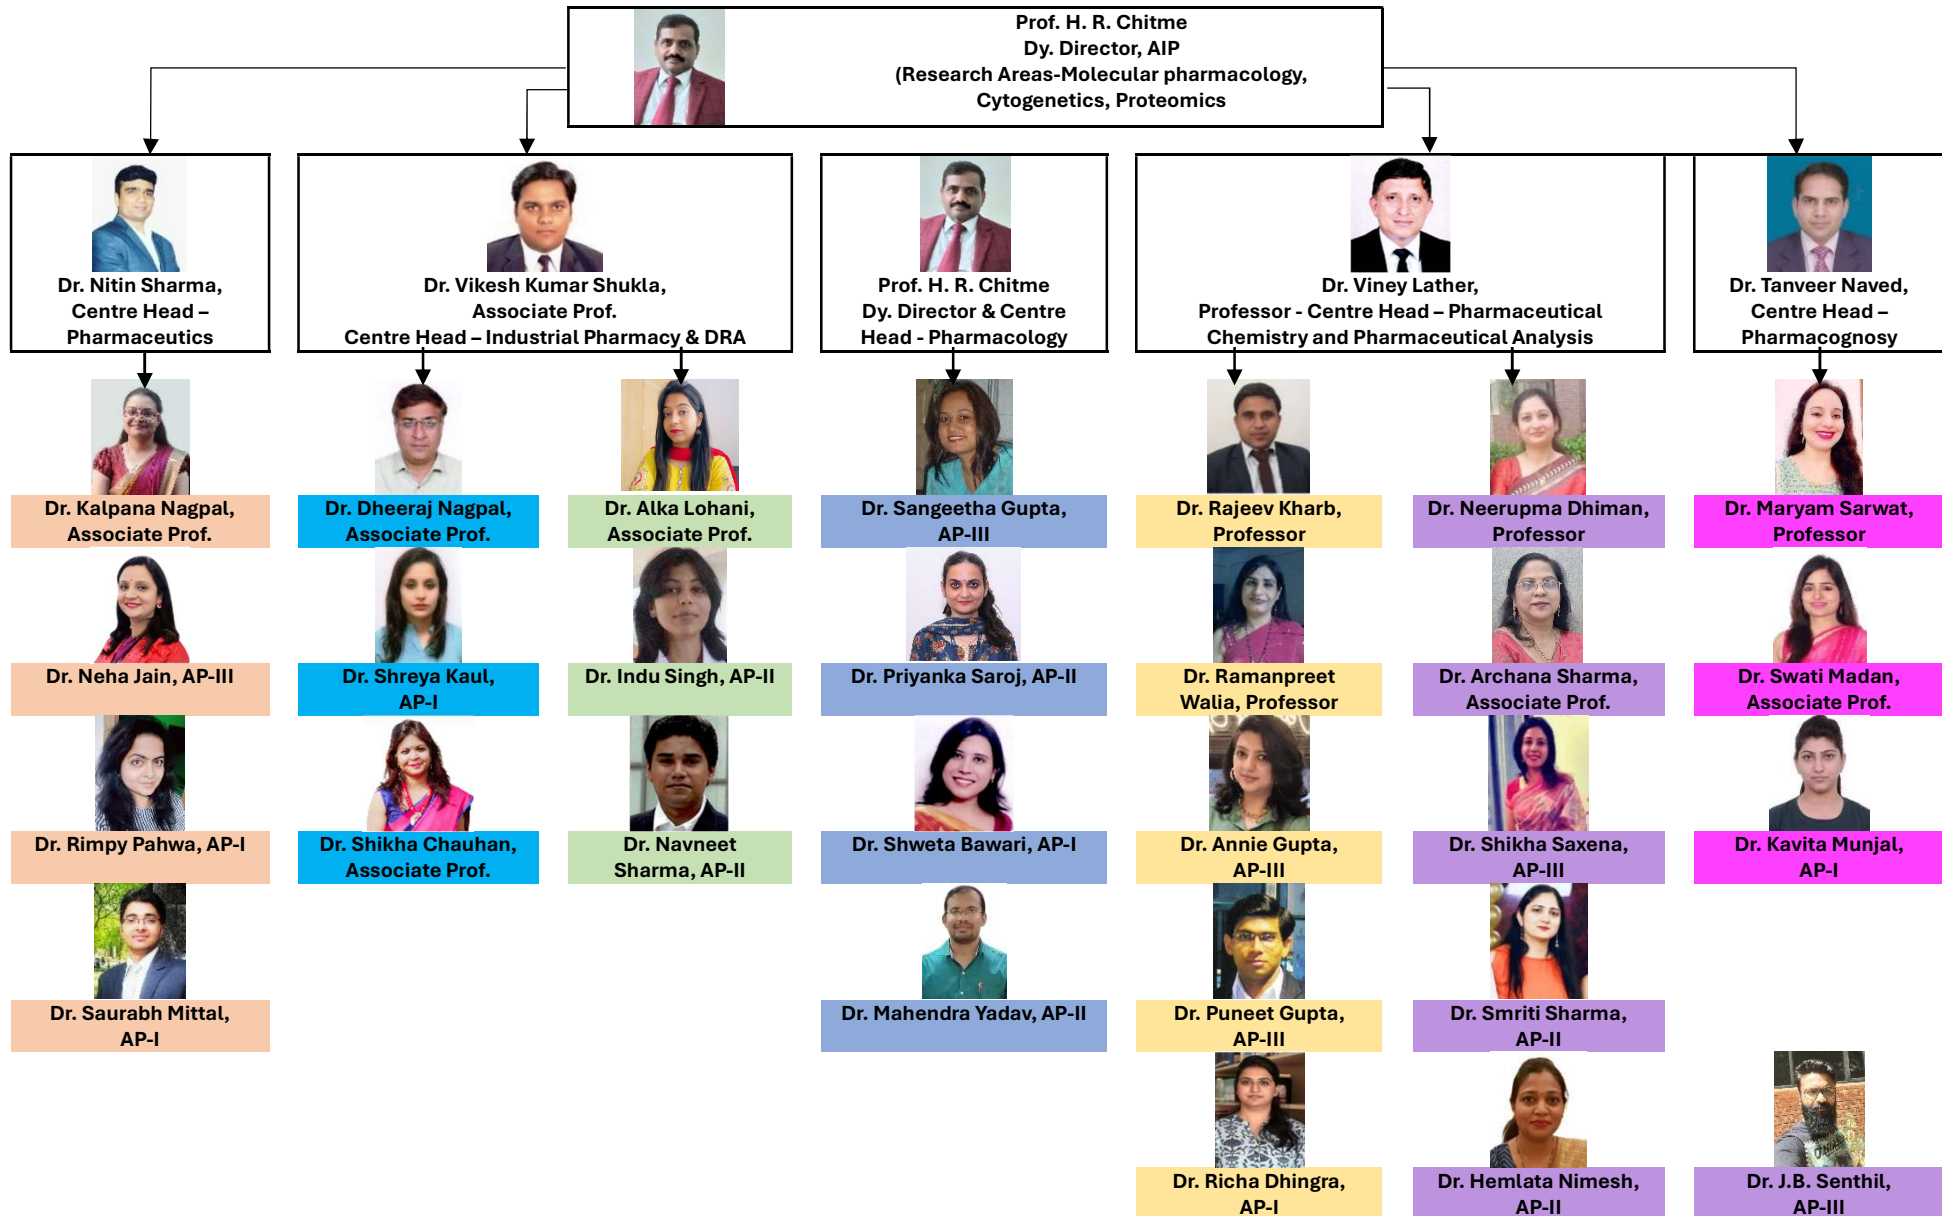 Prof. H. R. Chitme
Dy. Director, AIP
(Research Areas-Molecular pharmacology,
Cytogenetics, Proteomics
Dr. Nitin Sharma,
Centre Head –
Pharmaceutics
Dr. Vikesh Kumar Shukla,
Associate Prof.
Centre Head – Industrial Pharmacy & DRA
Prof. H. R. Chitme
Dy. Director & Centre
Head - Pharmacology
Dr. Viney Lather,
Professor - Centre Head – Pharmaceutical
Chemistry and Pharmaceutical Analysis
Dr. Tanveer Naved,
Centre Head –
Pharmacognosy
Dr. Kalpana Nagpal,
Associate Prof.
Dr. Dheeraj Nagpal,
Associate Prof.
Dr. Alka Lohani,
Associate Prof.
Dr. Sangeetha Gupta,
AP-III
Dr. Rajeev Kharb,
Professor
Dr. Neerupma Dhiman,
Professor
Dr. Maryam Sarwat,
Professor
Dr. Neha Jain, AP-III
Dr. Shreya Kaul,
AP-I
Dr. Indu Singh, AP-II
Dr. Priyanka Saroj, AP-II
Dr. Ramanpreet
Walia, Professor
Dr. Archana Sharma,
Associate Prof.
Dr. Swati Madan,
Associate Prof.
Dr. Rimpy Pahwa, AP-I
Dr. Shikha Chauhan,
Associate Prof.
Dr. Navneet
Sharma, AP-II
Dr. Shweta Bawari, AP-I
Dr. Annie Gupta,
AP-III
Dr. Shikha Saxena,
AP-III
Dr. Kavita Munjal,
AP-I
Dr. Saurabh Mittal,
AP-I
Dr. Mahendra Yadav, AP-II
Dr. Puneet Gupta,
AP-III
Dr. Smriti Sharma,
AP-II
Dr. Richa Dhingra,
AP-I
Dr. Hemlata Nimesh,
AP-II
Dr. J.B. Senthil,
AP-III